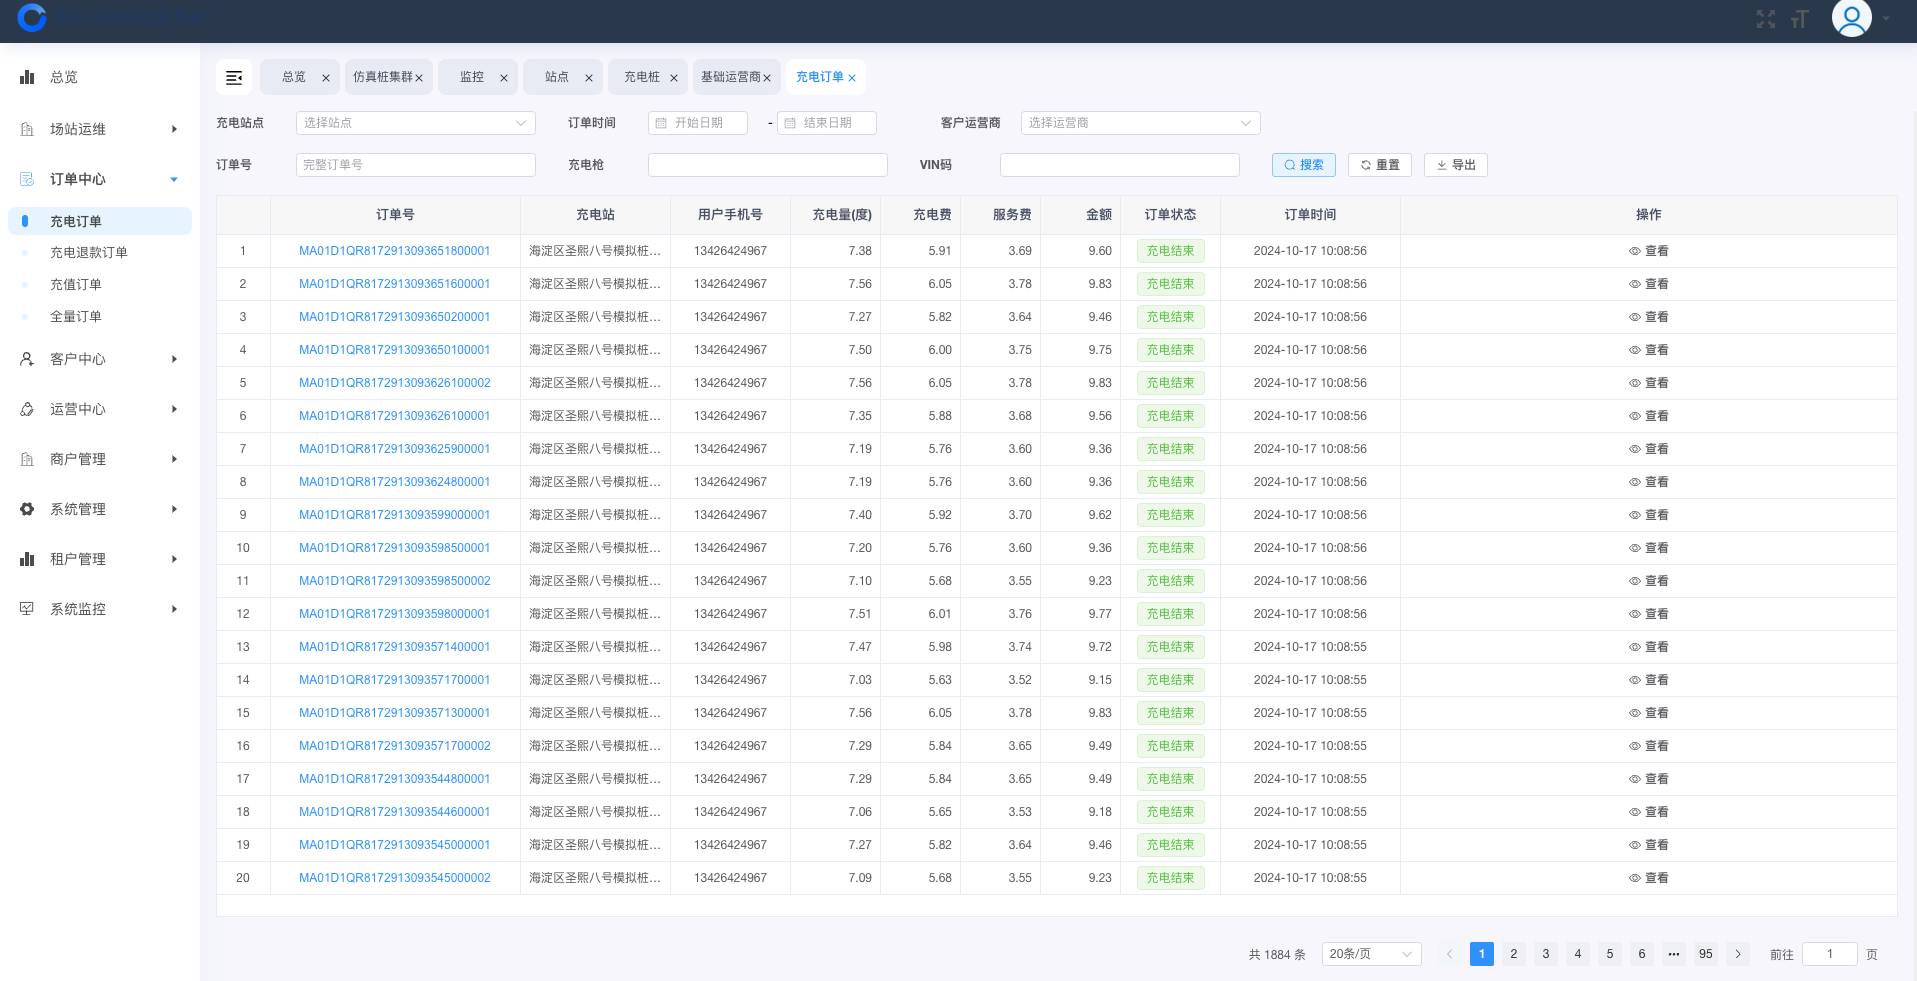 总览
场站运维
订单中心
充电订单
充电退款订单
充值订单
全量订单
客户中心
运营中心
商户管理
系统管理
租户管理
系统监控
总览 × 仿真桩集群 × 监控 × 站点 × 充电桩 × 基础运营商 × 充电订单 ×
充电站点 选择站点 订单时间 开始日期 - 结束日期 客户运营商 选择运营商
订单号 完整订单号 充电枪 VIN码 搜索 重置 导出
订单号 充电站 用户手机号 充电量(度) 充电费 服务费 金额 订单状态 订单时间 操作
1 MA01D1QR8172913093651800001 海淀区圣熙八号模拟桩... 13426424967 7.38 5.91 3.69 9.60 充电结束 2024-10-17 10:08:56 查看
2 MA01D1QR8172913093651600001 海淀区圣熙八号模拟桩... 13426424967 7.56 6.05 3.78 9.83 充电结束 2024-10-17 10:08:56 查看
3 MA01D1QR8172913093650200001 海淀区圣熙八号模拟桩... 13426424967 7.27 5.82 3.64 9.46 充电结束 2024-10-17 10:08:56 查看
4 MA01D1QR8172913093650100001 海淀区圣熙八号模拟桩... 13426424967 7.50 6.00 3.75 9.75 充电结束 2024-10-17 10:08:56 查看
5 MA01D1QR8172913093626100002 海淀区圣熙八号模拟桩... 13426424967 7.56 6.05 3.78 9.83 充电结束 2024-10-17 10:08:56 查看
6 MA01D1QR8172913093626100001 海淀区圣熙八号模拟桩... 13426424967 7.35 5.88 3.68 9.56 充电结束 2024-10-17 10:08:56 查看
7 MA01D1QR8172913093625900001 海淀区圣熙八号模拟桩... 13426424967 7.19 5.76 3.60 9.36 充电结束 2024-10-17 10:08:56 查看
8 MA01D1QR8172913093624800001 海淀区圣熙八号模拟桩... 13426424967 7.19 5.76 3.60 9.36 充电结束 2024-10-17 10:08:56 查看
9 MA01D1QR8172913093599000001 海淀区圣熙八号模拟桩... 13426424967 7.40 5.92 3.70 9.62 充电结束 2024-10-17 10:08:56 查看
10 MA01D1QR8172913093598500001 海淀区圣熙八号模拟桩... 13426424967 7.20 5.76 3.60 9.36 充电结束 2024-10-17 10:08:56 查看
11 MA01D1QR8172913093598500002 海淀区圣熙八号模拟桩... 13426424967 7.10 5.68 3.55 9.23 充电结束 2024-10-17 10:08:56 查看
12 MA01D1QR8172913093598000001 海淀区圣熙八号模拟桩... 13426424967 7.51 6.01 3.76 9.77 充电结束 2024-10-17 10:08:56 查看
13 MA01D1QR8172913093571400001 海淀区圣熙八号模拟桩... 13426424967 7.47 5.98 3.74 9.72 充电结束 2024-10-17 10:08:55 查看
14 MA01D1QR8172913093571700001 海淀区圣熙八号模拟桩... 13426424967 7.03 5.63 3.52 9.15 充电结束 2024-10-17 10:08:55 查看
15 MA01D1QR8172913093571300001 海淀区圣熙八号模拟桩... 13426424967 7.56 6.05 3.78 9.83 充电结束 2024-10-17 10:08:55 查看
16 MA01D1QR8172913093571700002 海淀区圣熙八号模拟桩... 13426424967 7.29 5.84 3.65 9.49 充电结束 2024-10-17 10:08:55 查看
17 MA01D1QR8172913093544800001 海淀区圣熙八号模拟桩... 13426424967 7.29 5.84 3.65 9.49 充电结束 2024-10-17 10:08:55 查看
18 MA01D1QR8172913093544600001 海淀区圣熙八号模拟桩... 13426424967 7.06 5.65 3.53 9.18 充电结束 2024-10-17 10:08:55 查看
19 MA01D1QR8172913093545000001 海淀区圣熙八号模拟桩... 13426424967 7.27 5.82 3.64 9.46 充电结束 2024-10-17 10:08:55 查看
20 MA01D1QR8172913093545000002 海淀区圣熙八号模拟桩... 13426424967 7.09 5.68 3.55 9.23 充电结束 2024-10-17 10:08:55 查看
共 1884 条 20条/页 1 2 3 4 5 6 ••• 95 前往 1 页